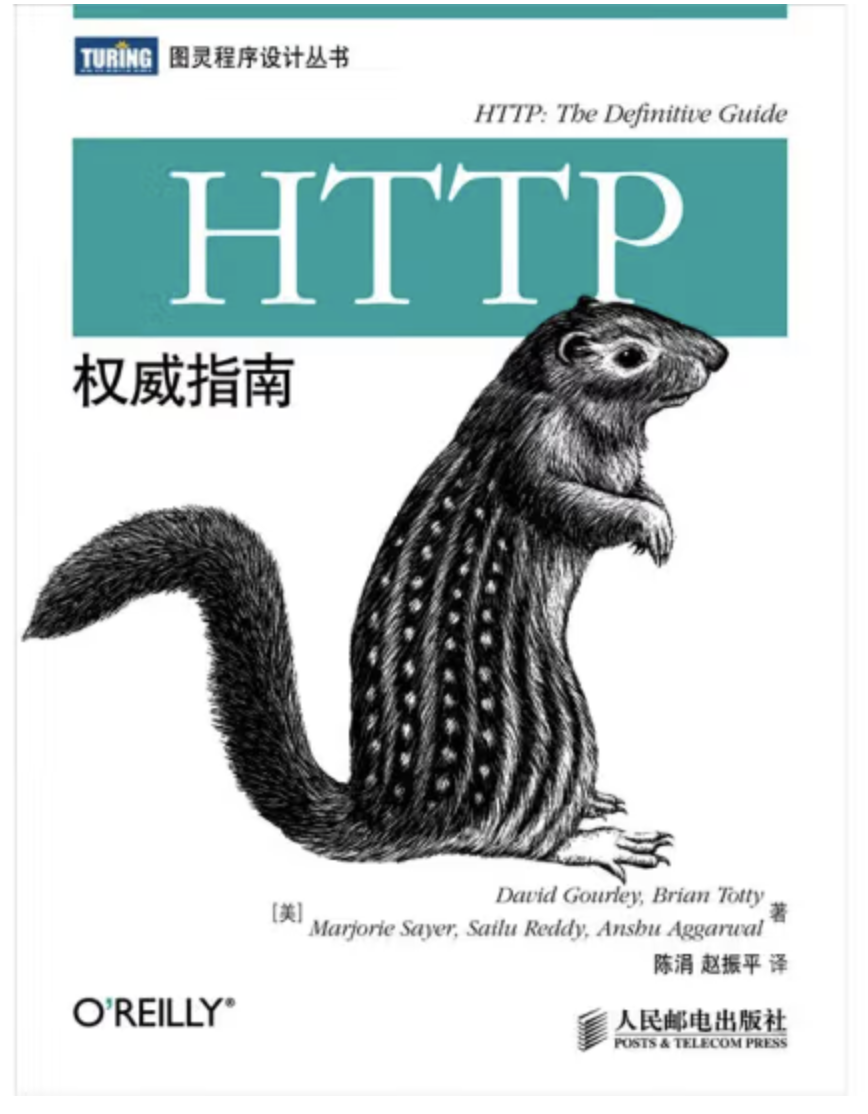 TURING 图灵程序设计丛书
HTTP: The Definitive Guide
HTTP
权威指南
[美] David Gourley, Brian Totty
Marjorie Sayer, Sailu Reddy, Anshu Aggarwal 著
陈涓 赵振平 译
O'REILLY®
人民邮电出版社
POSTS & TELECOM PRESS